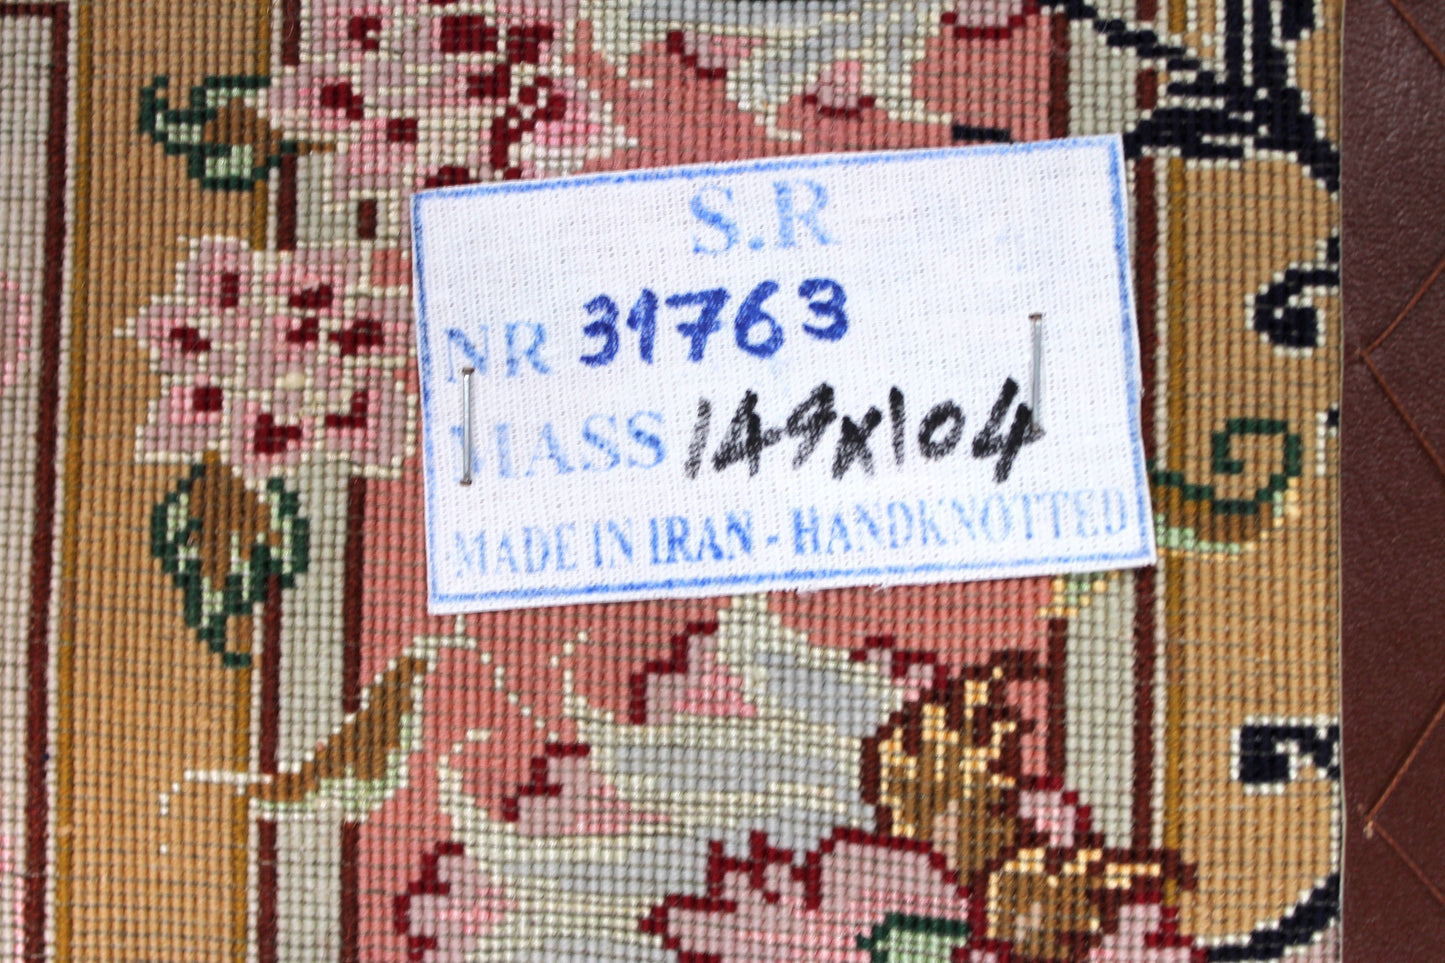 S.R
NR 31763
MASS 149x104
MADE IN IRAN - HANDKNOTTED